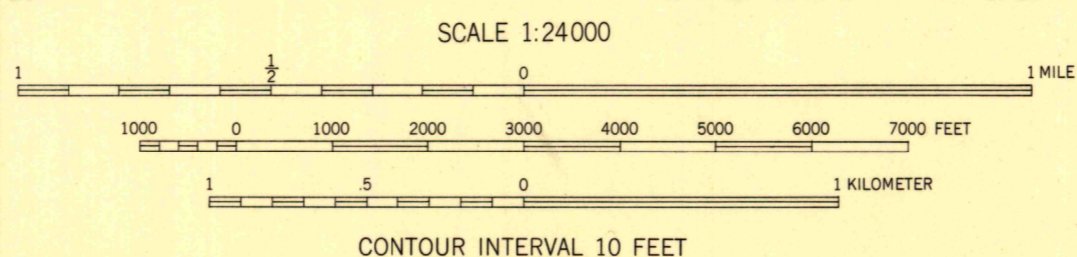 SCALE 1:24000
1 1/2 0 1 MILE
1000 0 1000 2000 3000 4000 5000 6000 7000 FEET
1 .5 0 1 KILOMETER
CONTOUR INTERVAL 10 FEET